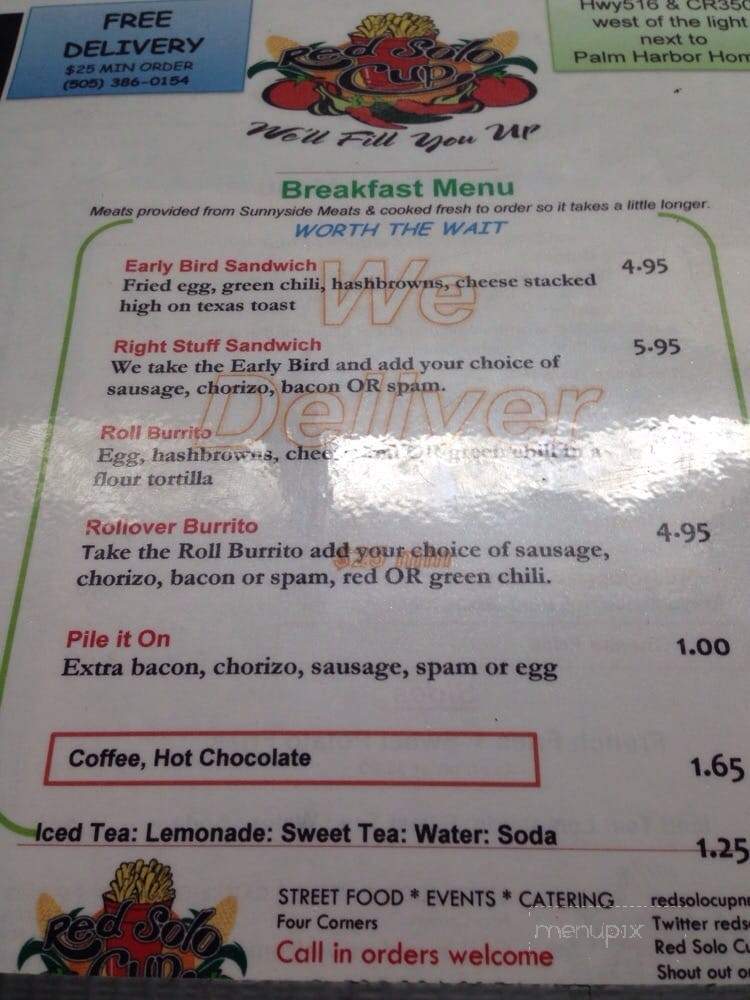 FREE
DELIVERY
$25 MIN ORDER
(505) 386-0154
Red Solo
Cup
We'll Fill You Up
Hwy516 & CR350
west of the light
next to
Palm Harbor Hom
Breakfast Menu
Meats provided from Sunnyside Meats & cooked fresh to order so it takes a little longer.
WORTH THE WAIT
We
Deliver
$25 min
Early Bird Sandwich 4.95
Fried egg, green chili, hashbrowns, cheese stacked
high on texas toast
Right Stuff Sandwich 5.95
We take the Early Bird and add your choice of
sausage, chorizo, bacon OR spam.
Roll Burrito
Egg, hashbrowns, OR green chili in a
flour tortilla
Rollover Burrito 4.95
Take the Roll Burrito add your choice of sausage,
chorizo, bacon or spam, red OR green chili.
Pile it On 1.00
Extra bacon, chorizo, sausage, spam or egg
Coffee, Hot Chocolate 1.65
Iced Tea: Lemonade: Sweet Tea: Water: Soda 1.25
Red Solo
Cup
STREET FOOD * EVENTS * CATERING
Four Corners
Call in orders welcome
redsolocupn
Twitter reds
Red Solo Cu
Shout out o
menupix